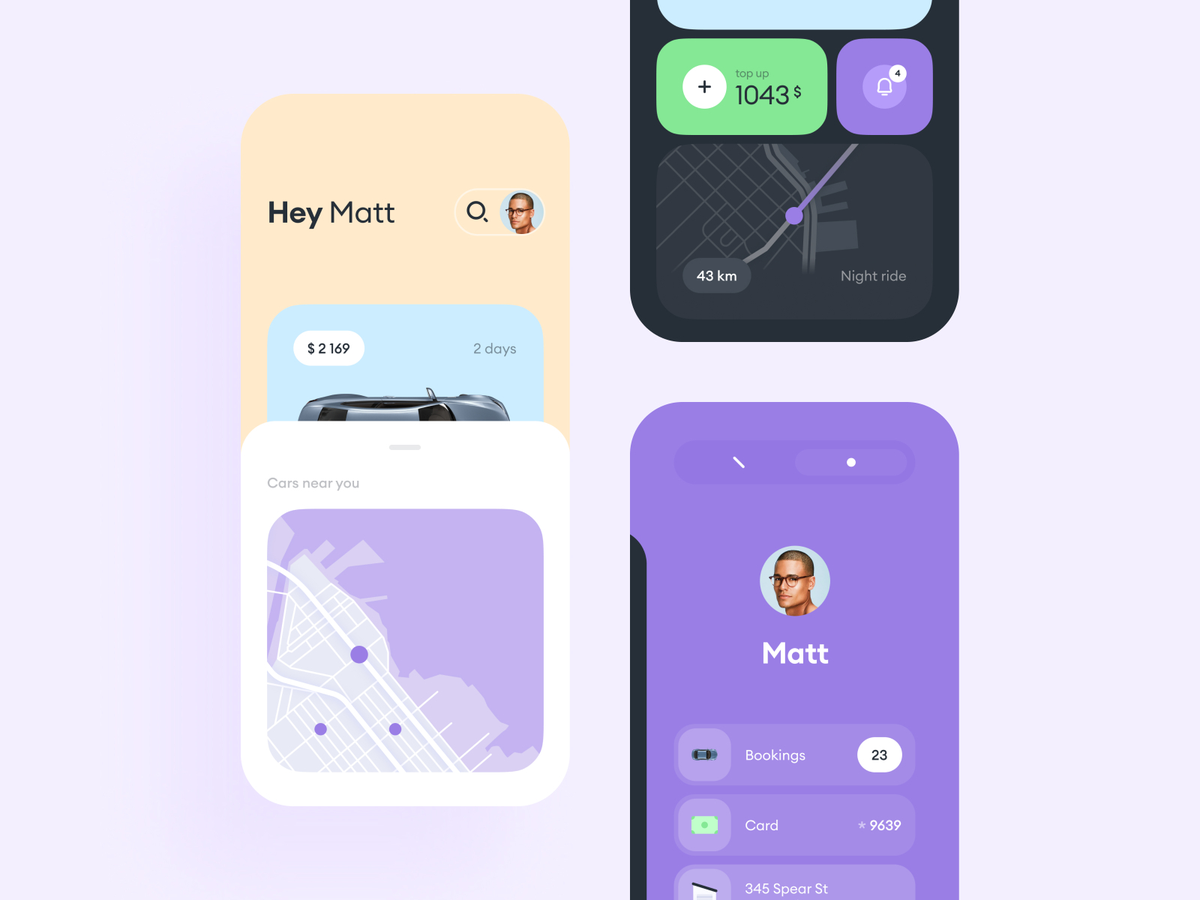 Hey Matt
$ 2 169
2 days
Cars near you
top up
1043 $
4
43 km
Night ride
Matt
Bookings
23
Card
* 9639
345 Spear St